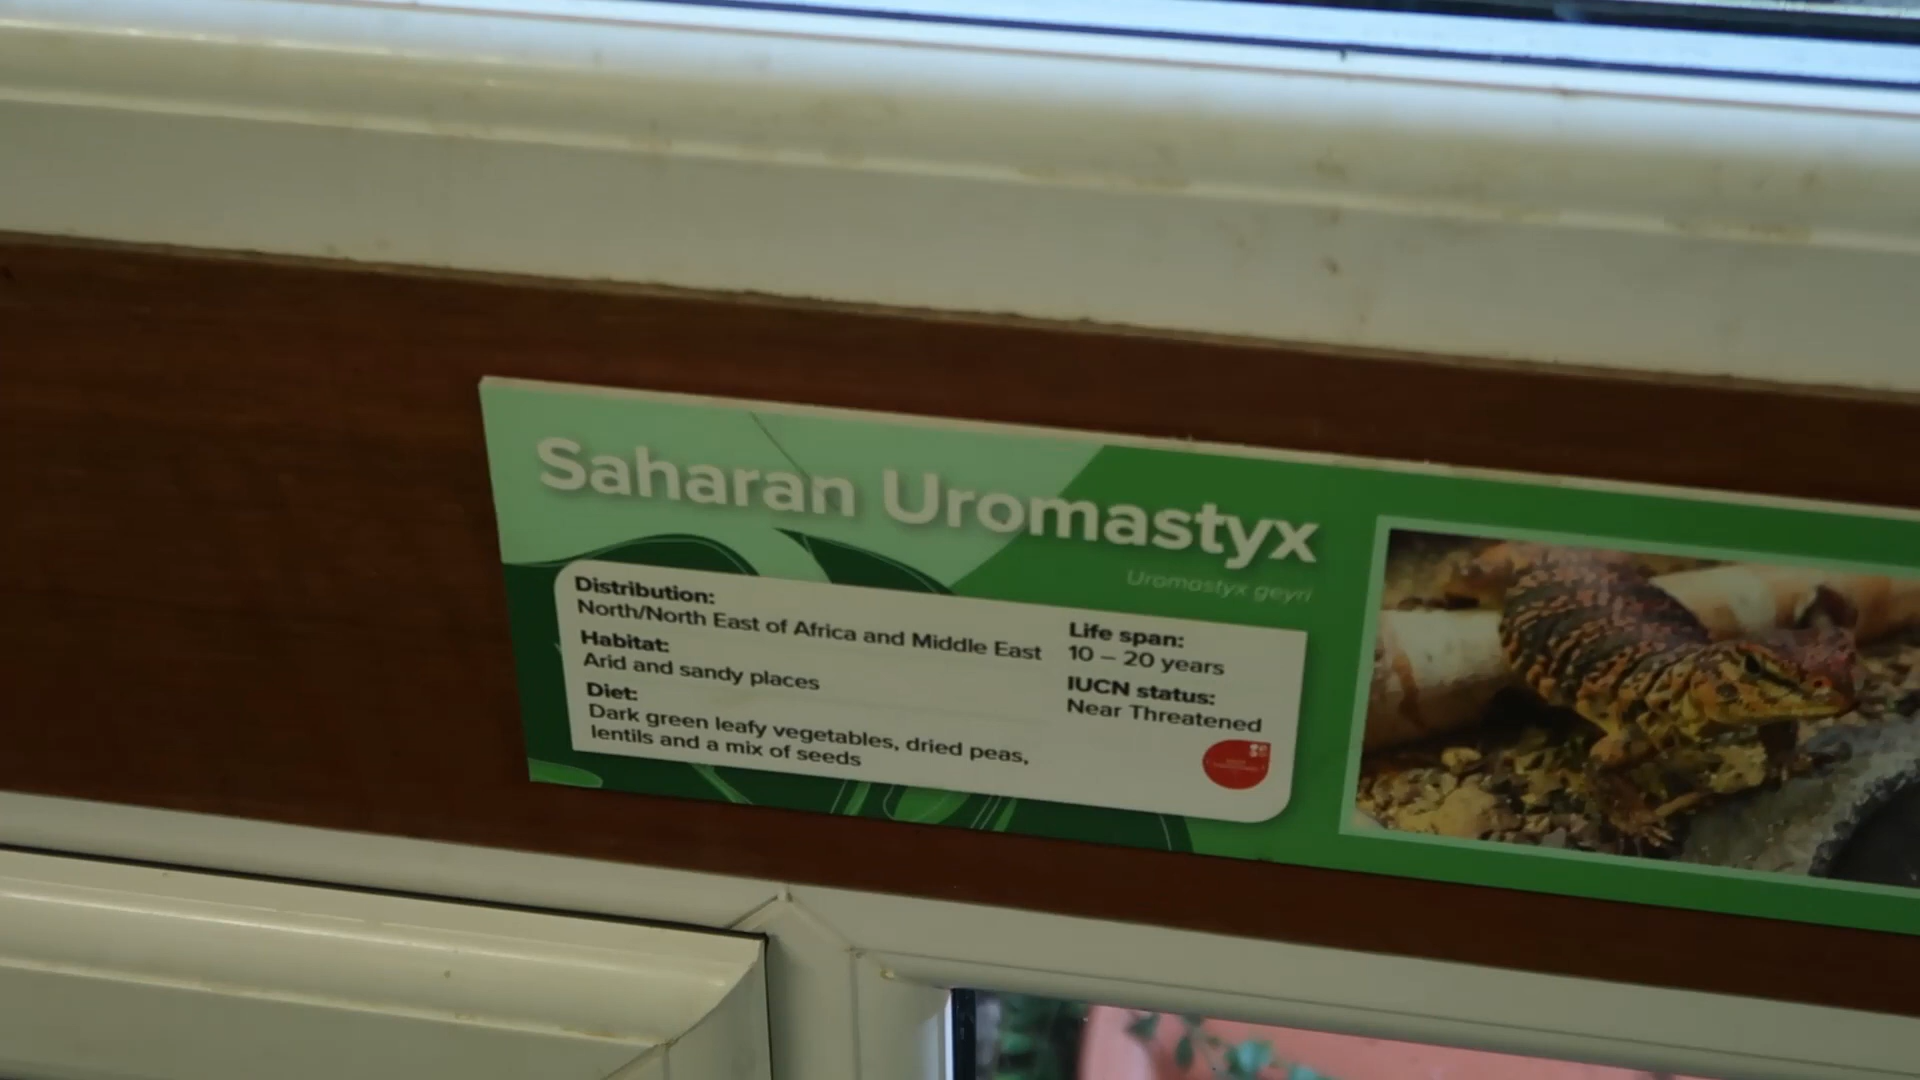 Saharan Uromastyx
Uromastyx geyri
Distribution:
North/North East of Africa and Middle East
Habitat:
Arid and sandy places
Diet:
Dark green leafy vegetables, dried peas,
lentils and a mix of seeds
Life span:
10 – 20 years
IUCN status:
Near Threatened